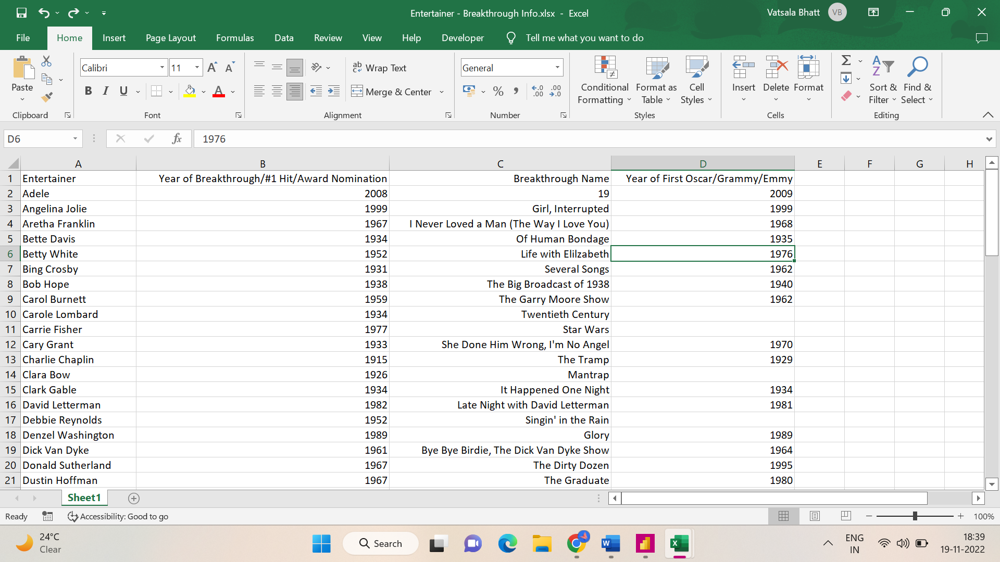 Entertainer - Breakthrough Info.xlsx - Excel
Vatsala Bhatt VB
File Home Insert Page Layout Formulas Data Review View Help Developer Tell me what you want to do
Paste
Clipboard
Calibri 11
B I U
Font
ab Wrap Text
Merge & Center
Alignment
General
%
Number
Conditional Formatting
Format as Table
Cell Styles
Styles
Insert Delete Format
Cells
Sort & Filter
Find & Select
Editing
D6 fx 1976
A B C D E F G H
1 Entertainer Year of Breakthrough/#1 Hit/Award Nomination Breakthrough Name Year of First Oscar/Grammy/Emmy
2 Adele 2008 19 2009
3 Angelina Jolie 1999 Girl, Interrupted 1999
4 Aretha Franklin 1967 I Never Loved a Man (The Way I Love You) 1968
5 Bette Davis 1934 Of Human Bondage 1935
6 Betty White 1952 Life with Elilzabeth 1976
7 Bing Crosby 1931 Several Songs 1962
8 Bob Hope 1938 The Big Broadcast of 1938 1940
9 Carol Burnett 1959 The Garry Moore Show 1962
10 Carole Lombard 1934 Twentieth Century
11 Carrie Fisher 1977 Star Wars
12 Cary Grant 1933 She Done Him Wrong, I'm No Angel 1970
13 Charlie Chaplin 1915 The Tramp 1929
14 Clara Bow 1926 Mantrap
15 Clark Gable 1934 It Happened One Night 1934
16 David Letterman 1982 Late Night with David Letterman 1981
17 Debbie Reynolds 1952 Singin' in the Rain
18 Denzel Washington 1989 Glory 1989
19 Dick Van Dyke 1961 Bye Bye Birdie, The Dick Van Dyke Show 1964
20 Donald Sutherland 1967 The Dirty Dozen 1995
21 Dustin Hoffman 1967 The Graduate 1980
Sheet1
Ready Accessibility: Good to go 100%
24°C
Clear
Search
ENG
IN
18:39
19-11-2022